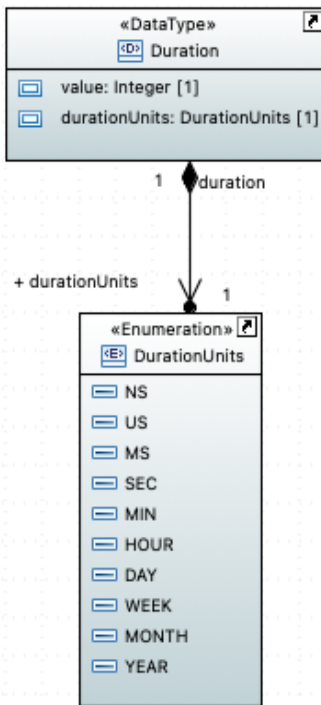 «DataType»
<D> Duration
value: Integer [1]
durationUnits: DurationUnits [1]
1 duration
+ durationUnits
1
«Enumeration»
<E> DurationUnits
NS
US
MS
SEC
MIN
HOUR
DAY
WEEK
MONTH
YEAR